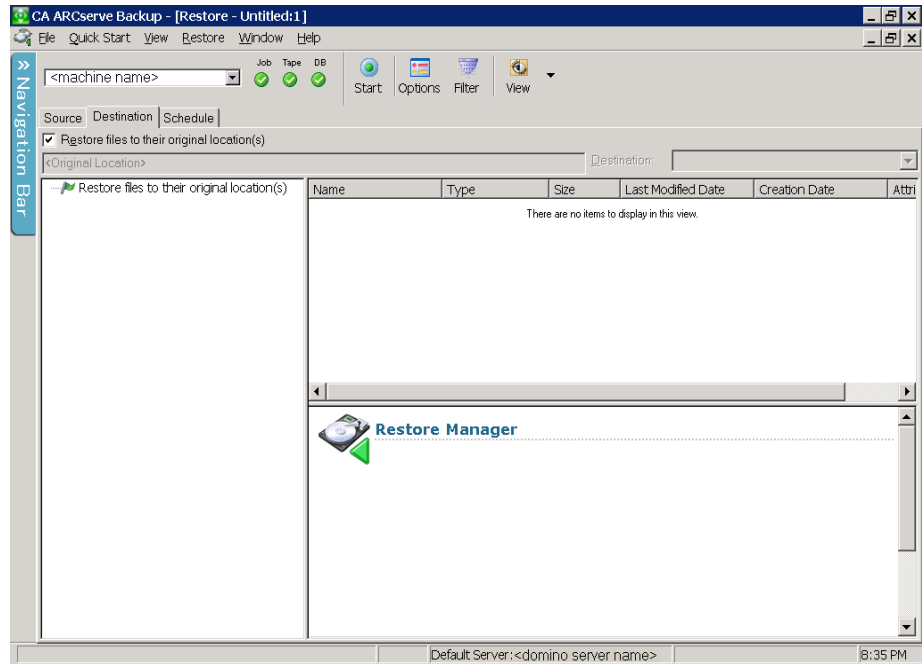 CA ARCserve Backup - [Restore - Untitled:1]
File Quick Start View Restore Window Help
» Navigation Bar
<machine name>
Job Tape DB
Start Options Filter View
Source Destination Schedule
Restore files to their original location(s)
<Original Location> Destination:
Restore files to their original location(s)
Name Type Size Last Modified Date Creation Date Attri
There are no items to display in this view.
Restore Manager
Default Server:<domino server name> 8:35 PM